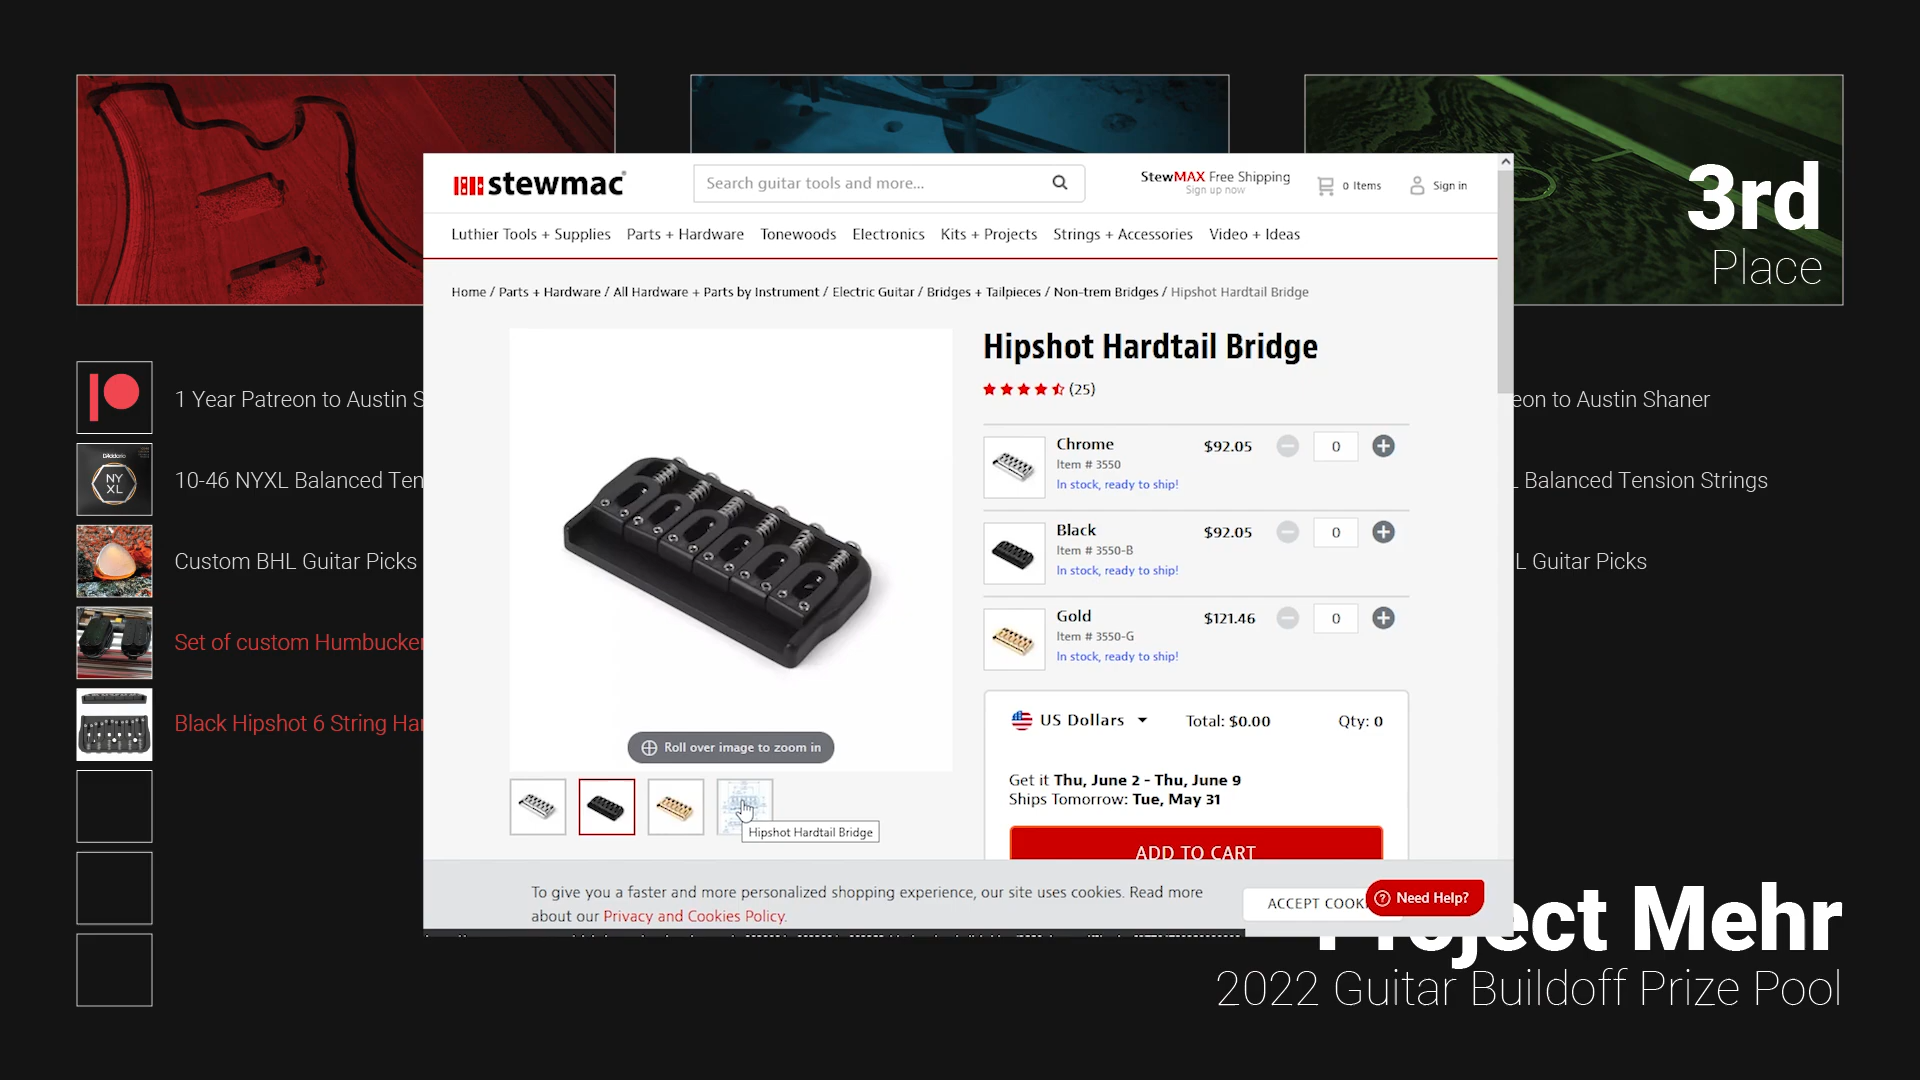 3rd
Place
stewmac
Search guitar tools and more...
StewMAX Free Shipping
Sign up now
0 Items
Sign in
Luthier Tools + Supplies
Parts + Hardware
Tonewoods
Electronics
Kits + Projects
Strings + Accessories
Video + Ideas
Home / Parts + Hardware / All Hardware + Parts by Instrument / Electric Guitar / Bridges + Tailpieces / Non-trem Bridges / Hipshot Hardtail Bridge
Hipshot Hardtail Bridge
(25)
Chrome
Item # 3550
In stock, ready to ship!
$92.05
0
Black
Item # 3550-B
In stock, ready to ship!
$92.05
0
Gold
Item # 3550-G
In stock, ready to ship!
$121.46
0
US Dollars
Total: $0.00
Qty: 0
Get it Thu, June 2 - Thu, June 9
Ships Tomorrow: Tue, May 31
ADD TO CART
Roll over image to zoom in
Hipshot Hardtail Bridge
To give you a faster and more personalized shopping experience, our site uses cookies. Read more
about our Privacy and Cookies Policy.
ACCEPT COOK
Need Help?
1 Year Patreon to Austin S
D'Addario
NY
XL
10-46 NYXL Balanced Ten
Custom BHL Guitar Picks
Set of custom Humbucker
Black Hipshot 6 String Har
eon to Austin Shaner
L Balanced Tension Strings
L Guitar Picks
Project Mehr
2022 Guitar Buildoff Prize Pool